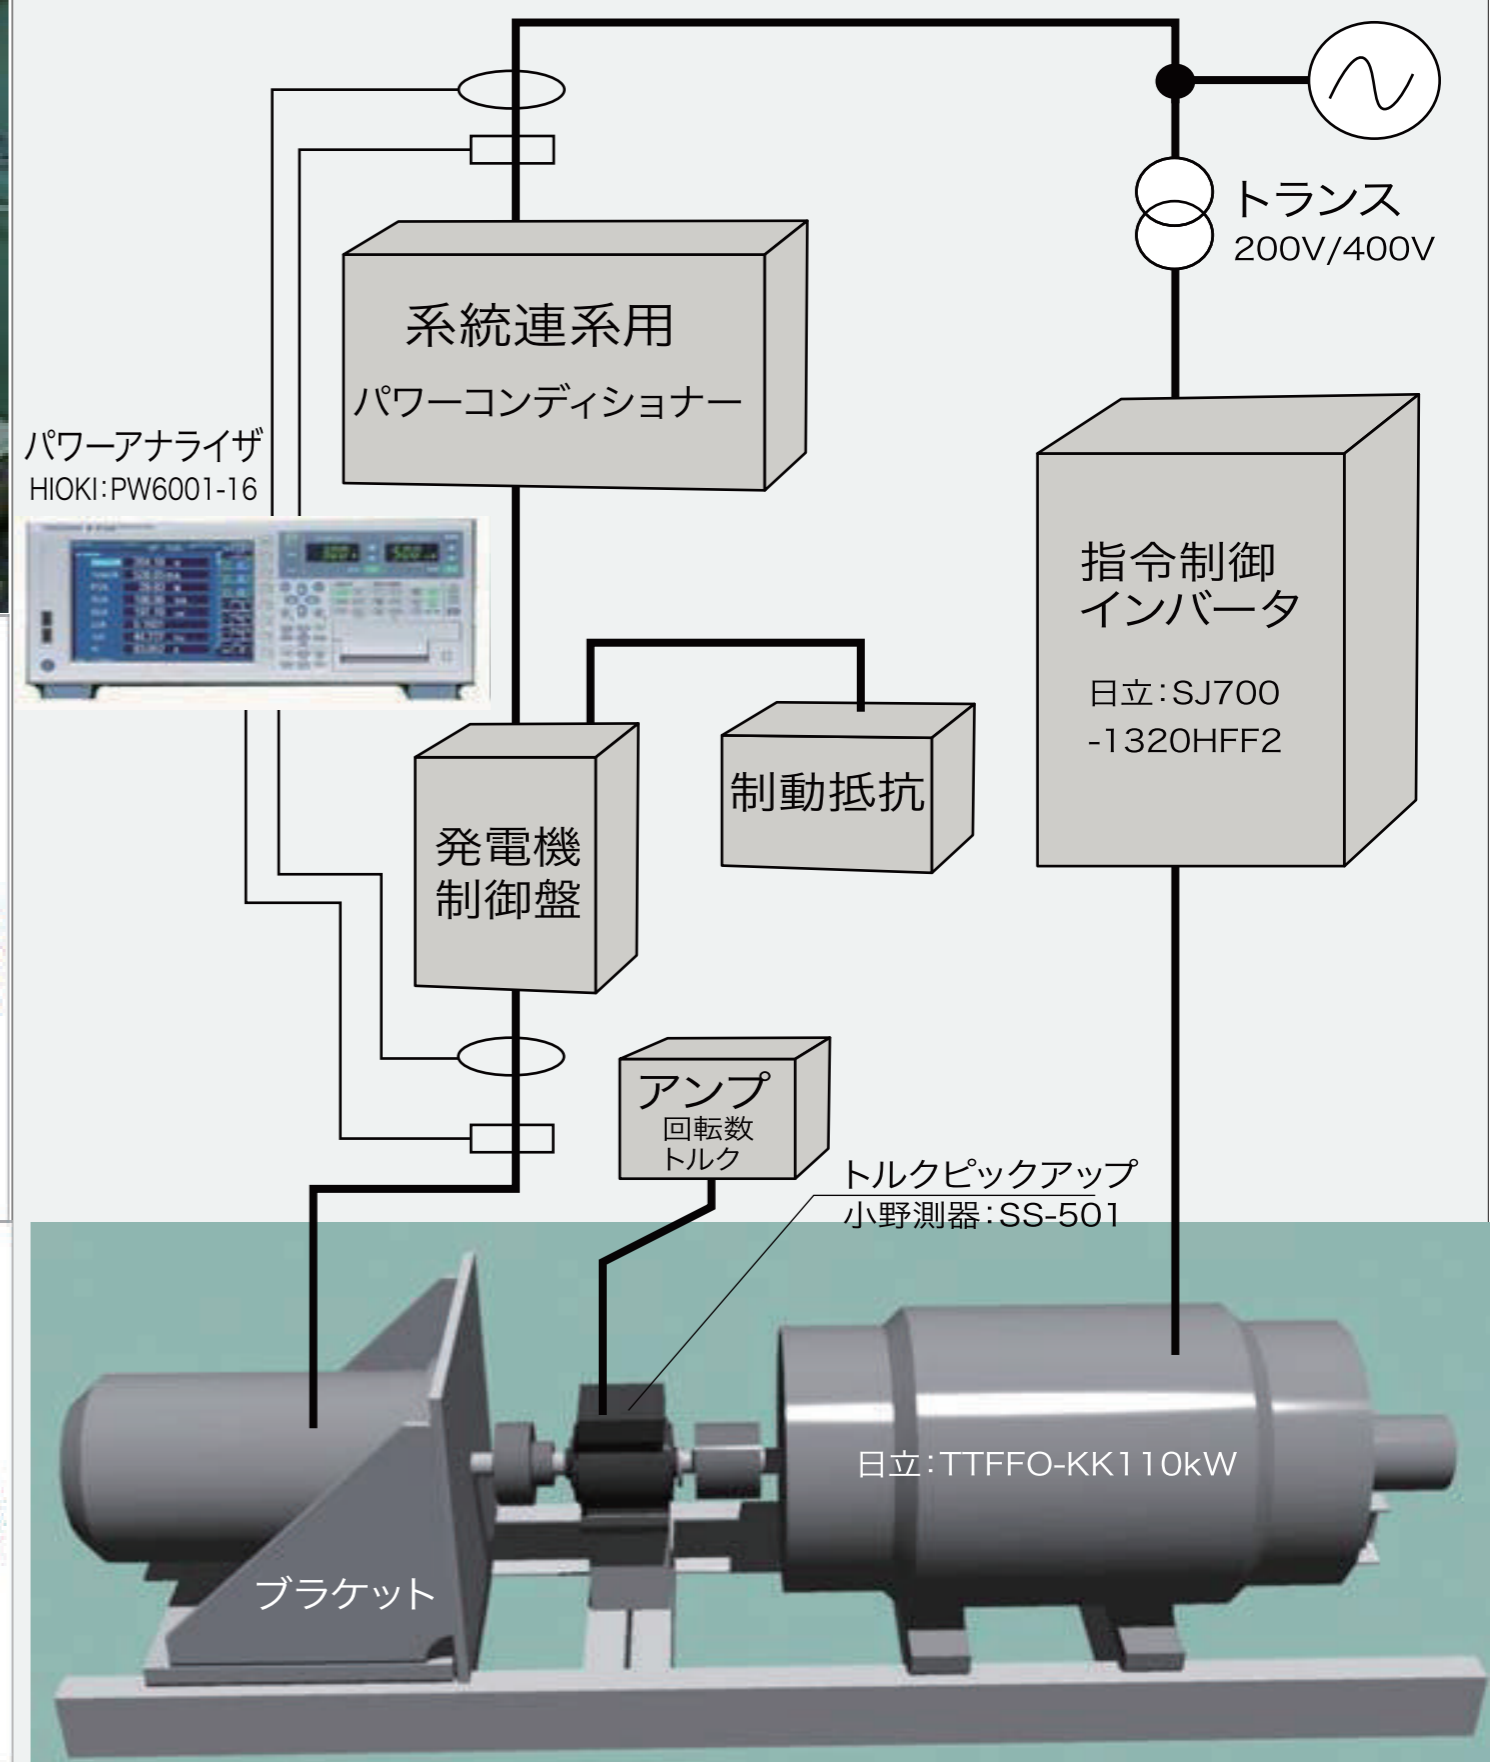 トランス
200V/400V
系統連系用
パワーコンディショナー
パワーアナライザ
HIOKI:PW6001-16
指令制御
インバータ
日立:SJ700
-1320HFF2
制動抵抗
発電機
制御盤
アンプ
回転数
トルク
トルクピックアップ
小野測器:SS-501
日立:TTFFO-KK110kW
ブラケット